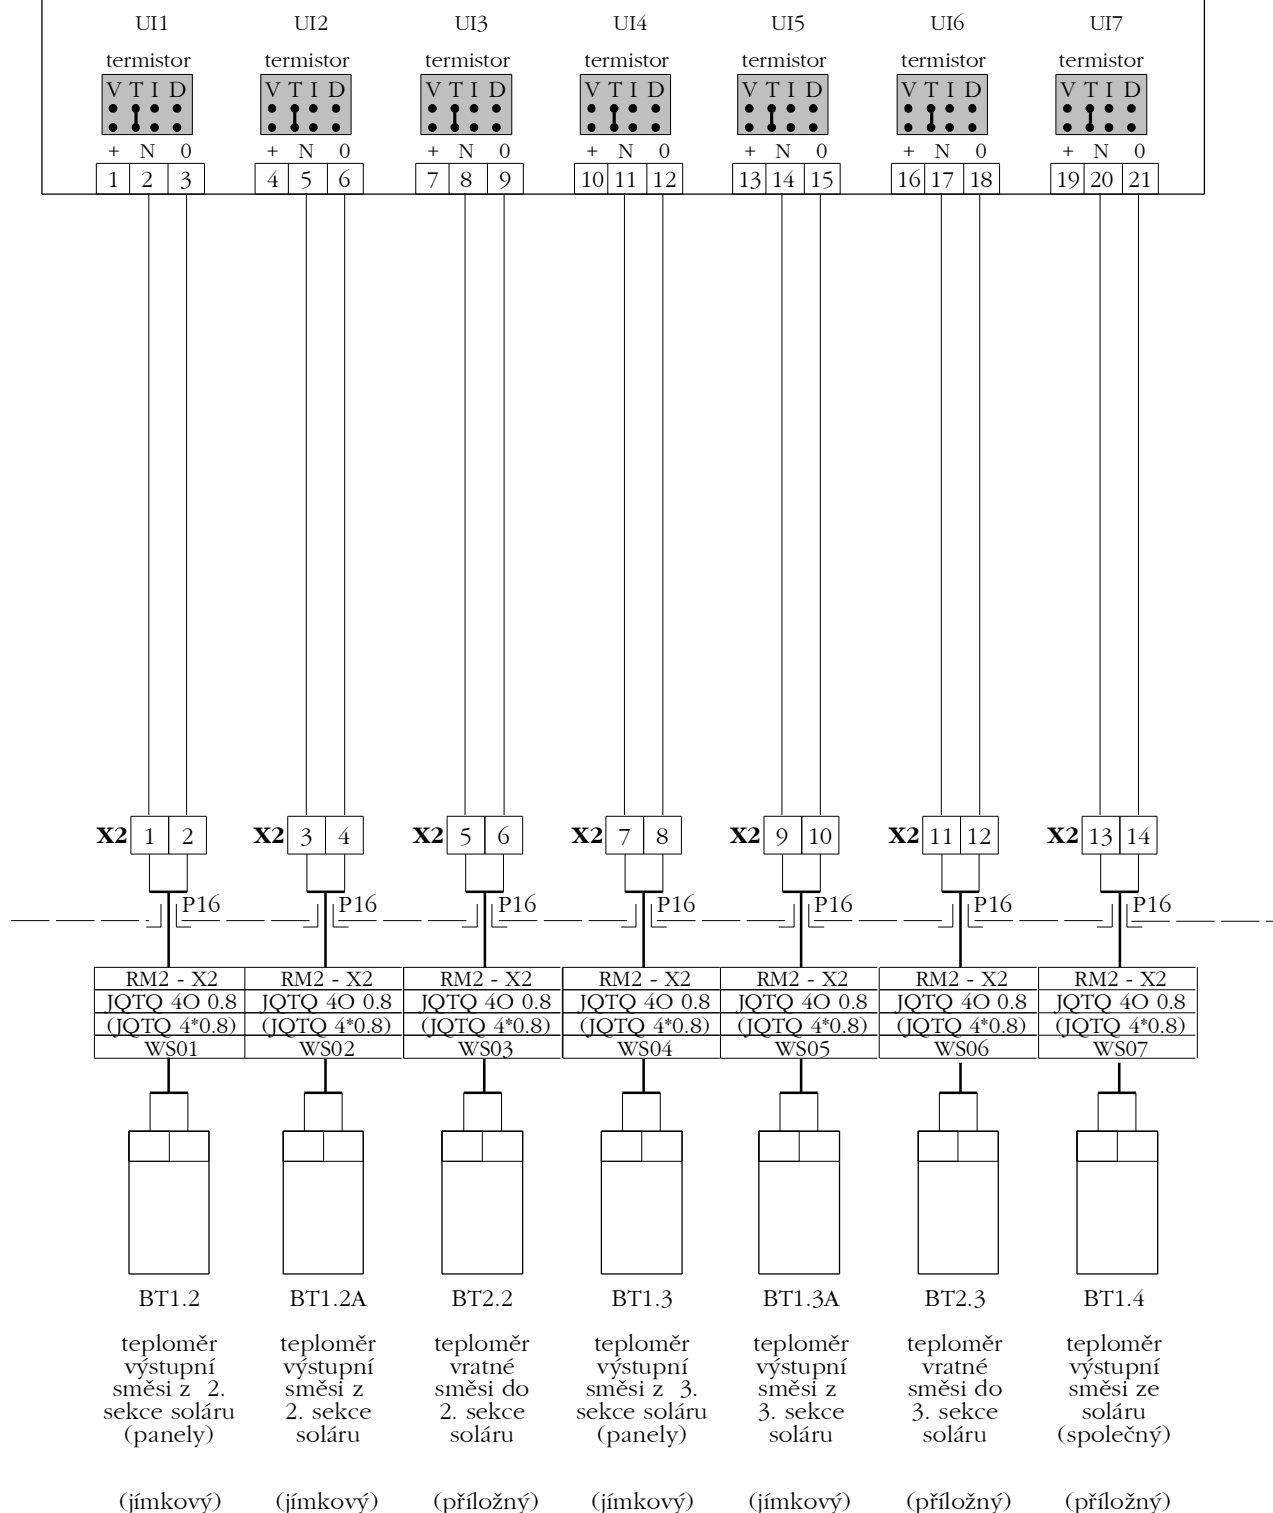 UI1 UI2 UI3 UI4 UI5 UI6 UI7
termistor termistor termistor termistor termistor termistor termistor
V T I D V T I D V T I D V T I D V T I D V T I D V T I D
+ N 0 + N 0 + N 0 + N 0 + N 0 + N 0 + N 0
1 2 3 4 5 6 7 8 9 10 11 12 13 14 15 16 17 18 19 20 21
X2 1 2 X2 3 4 X2 5 6 X2 7 8 X2 9 10 X2 11 12 X2 13 14
P16 P16 P16 P16 P16 P16 P16
RM2 - X2 RM2 - X2 RM2 - X2 RM2 - X2 RM2 - X2 RM2 - X2 RM2 - X2
JQTQ 4O 0.8 JQTQ 4O 0.8 JQTQ 4O 0.8 JQTQ 4O 0.8 JQTQ 4O 0.8 JQTQ 4O 0.8 JQTQ 4O 0.8
(JQTQ 4*0.8) (JQTQ 4*0.8) (JQTQ 4*0.8) (JQTQ 4*0.8) (JQTQ 4*0.8) (JQTQ 4*0.8) (JQTQ 4*0.8)
WS01 WS02 WS03 WS04 WS05 WS06 WS07
BT1.2 BT1.2A BT2.2 BT1.3 BT1.3A BT2.3 BT1.4
teploměr
výstupní
směsi z 2.
sekce soláru
(panely)
(jímkový)
teploměr
výstupní
směsi z
2. sekce
soláru
(jímkový)
teploměr
vratné
směsi do
2. sekce
soláru
(příložný)
teploměr
výstupní
směsi z 3.
sekce soláru
(panely)
(jímkový)
teploměr
výstupní
směsi z
3. sekce
soláru
(jímkový)
teploměr
vratné
směsi do
3. sekce
soláru
(příložný)
teploměr
výstupní
směsi ze
soláru
(společný)
(příložný)